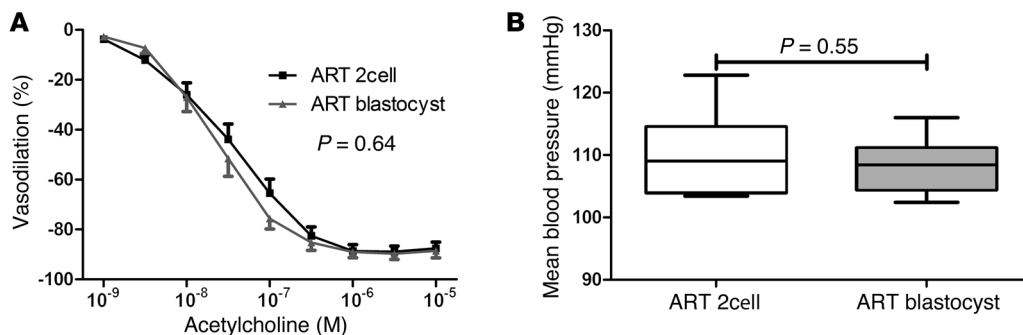 A
Vasodilation (%)
0
-20
-40
-60
-80
-100
ART 2cell
ART blastocyst
P = 0.64
10⁻⁹ 10⁻⁸ 10⁻⁷ 10⁻⁶ 10⁻⁵
Acetylcholine (M)
B
Mean blood pressure (mmHg)
130
120
110
100
90
P = 0.55
ART 2cell ART blastocyst